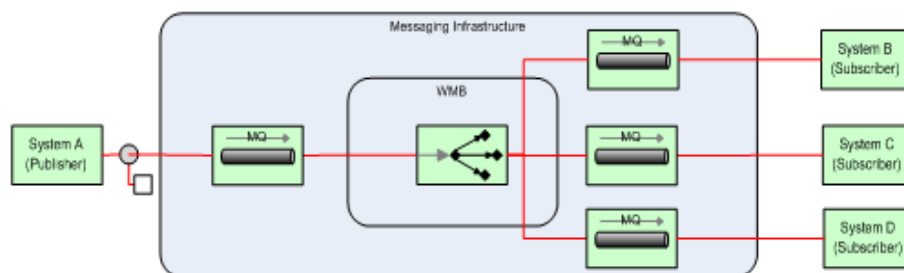 Messaging Infrastructure
MQ
System B
(Subscriber)
WMB
System A
(Publisher)
MQ
MQ
System C
(Subscriber)
MQ
System D
(Subscriber)